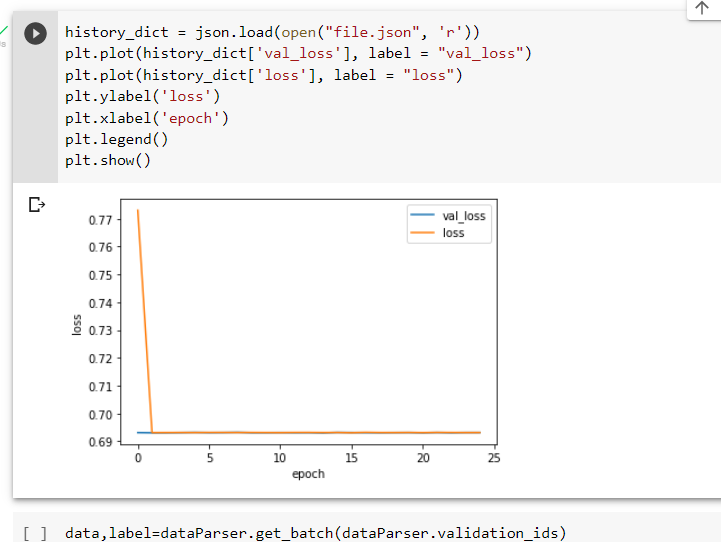 history_dict = json.load(open("file.json", 'r'))
plt.plot(history_dict['val_loss'], label = "val_loss")
plt.plot(history_dict['loss'], label = "loss")
plt.ylabel('loss')
plt.xlabel('epoch')
plt.legend()
plt.show()
val_loss
loss
0.77
0.76
0.75
0.74
0.73
0.72
0.71
0.70
0.69
loss
0 5 10 15 20 25
epoch
[ ] data,label=dataParser.get_batch(dataParser.validation_ids)